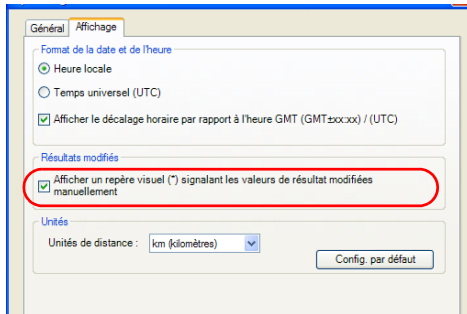 Général Affichage
Format de la date et de l'heure
Heure locale
Temps universel (UTC)
Afficher le décalage horaire par rapport à l'heure GMT (GMT±xx:xx) / (UTC)
Résultats modifiés
Afficher un repère visuel (*) signalant les valeurs de résultat modifiées
manuellement
Unités
Unités de distance : km (kilomètres)
Config. par défaut